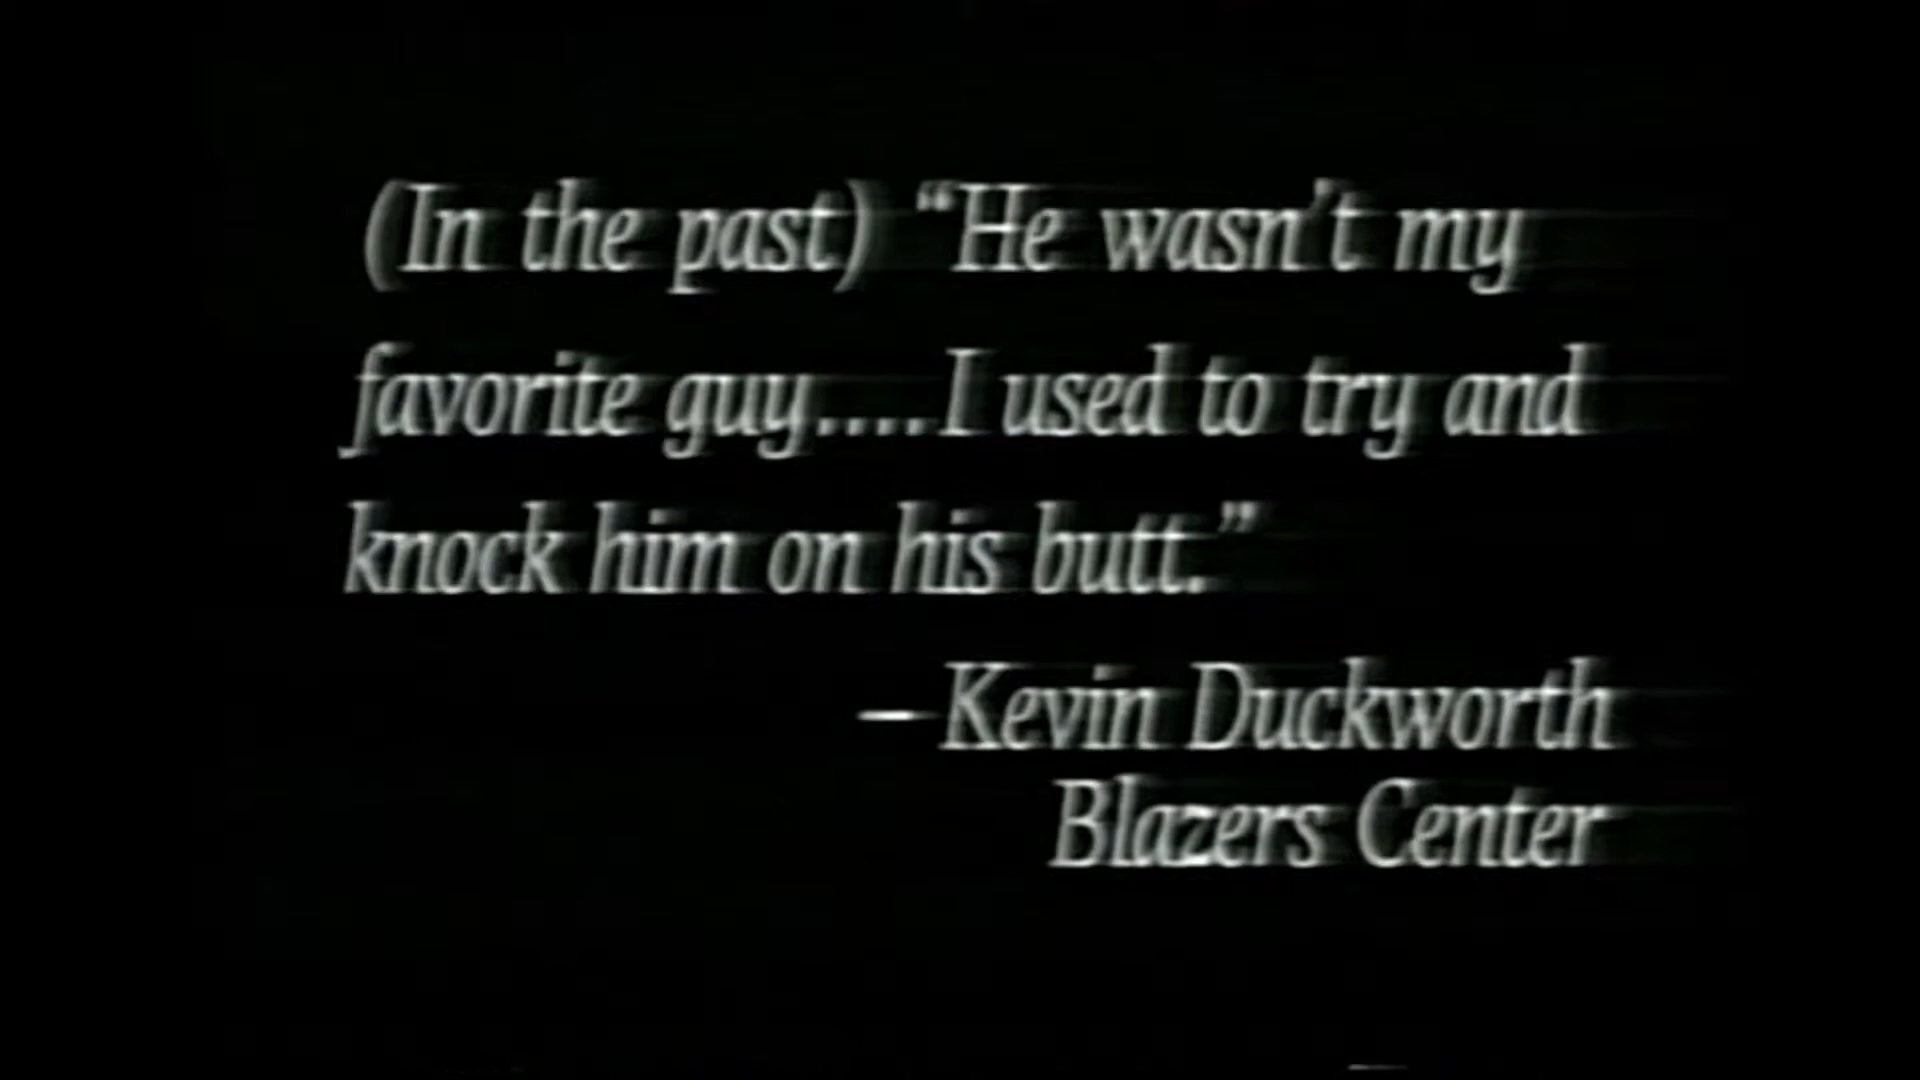 (In the past) “He wasn’t my
favorite guy....I used to try and
knock him on his butt.”
–Kevin Duckworth
Blazers Center